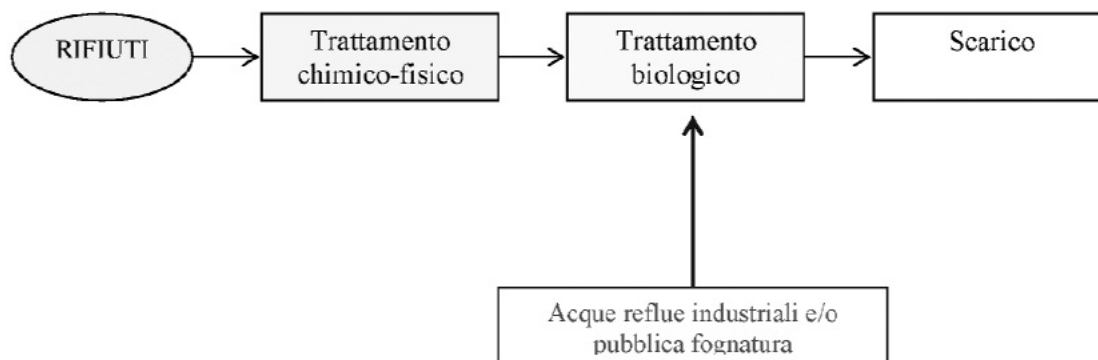 RIFIUTI
Trattamento
chimico-fisico
Trattamento
biologico
Scarico
Acque reflue industriali e/o
pubblica fognatura